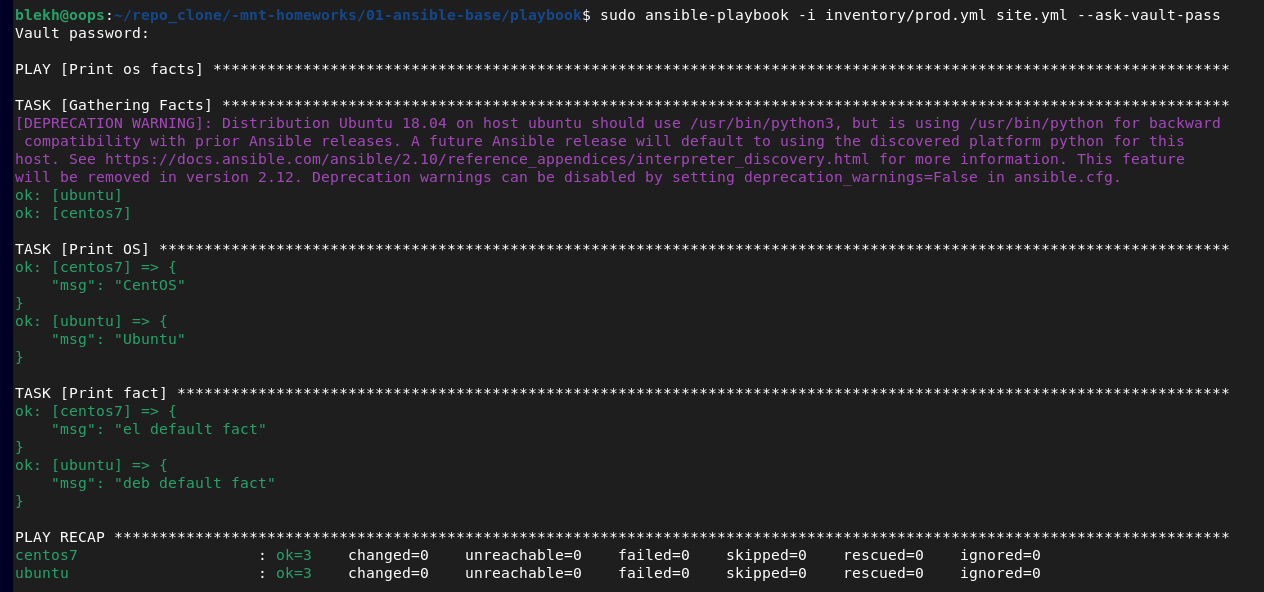 blekh@oops:~/repo_clone/-mnt-homeworks/01-ansible-base/playbook$ sudo ansible-playbook -i inventory/prod.yml site.yml --ask-vault-pass
Vault password:
PLAY [Print os facts] *****************************************************************************************************************
TASK [Gathering Facts] ****************************************************************************************************************
[DEPRECATION WARNING]: Distribution Ubuntu 18.04 on host ubuntu should use /usr/bin/python3, but is using /usr/bin/python for backward
 compatibility with prior Ansible releases. A future Ansible release will default to using the discovered platform python for this
host. See https://docs.ansible.com/ansible/2.10/reference_appendices/interpreter_discovery.html for more information. This feature
will be removed in version 2.12. Deprecation warnings can be disabled by setting deprecation_warnings=False in ansible.cfg.
ok: [ubuntu]
ok: [centos7]
TASK [Print OS] ***********************************************************************************************************************
ok: [centos7] => {
    "msg": "CentOS"
}
ok: [ubuntu] => {
    "msg": "Ubuntu"
}
TASK [Print fact] *********************************************************************************************************************
ok: [centos7] => {
    "msg": "el default fact"
}
ok: [ubuntu] => {
    "msg": "deb default fact"
}
PLAY RECAP ****************************************************************************************************************************
centos7                    : ok=3    changed=0    unreachable=0    failed=0    skipped=0    rescued=0    ignored=0
ubuntu                     : ok=3    changed=0    unreachable=0    failed=0    skipped=0    rescued=0    ignored=0